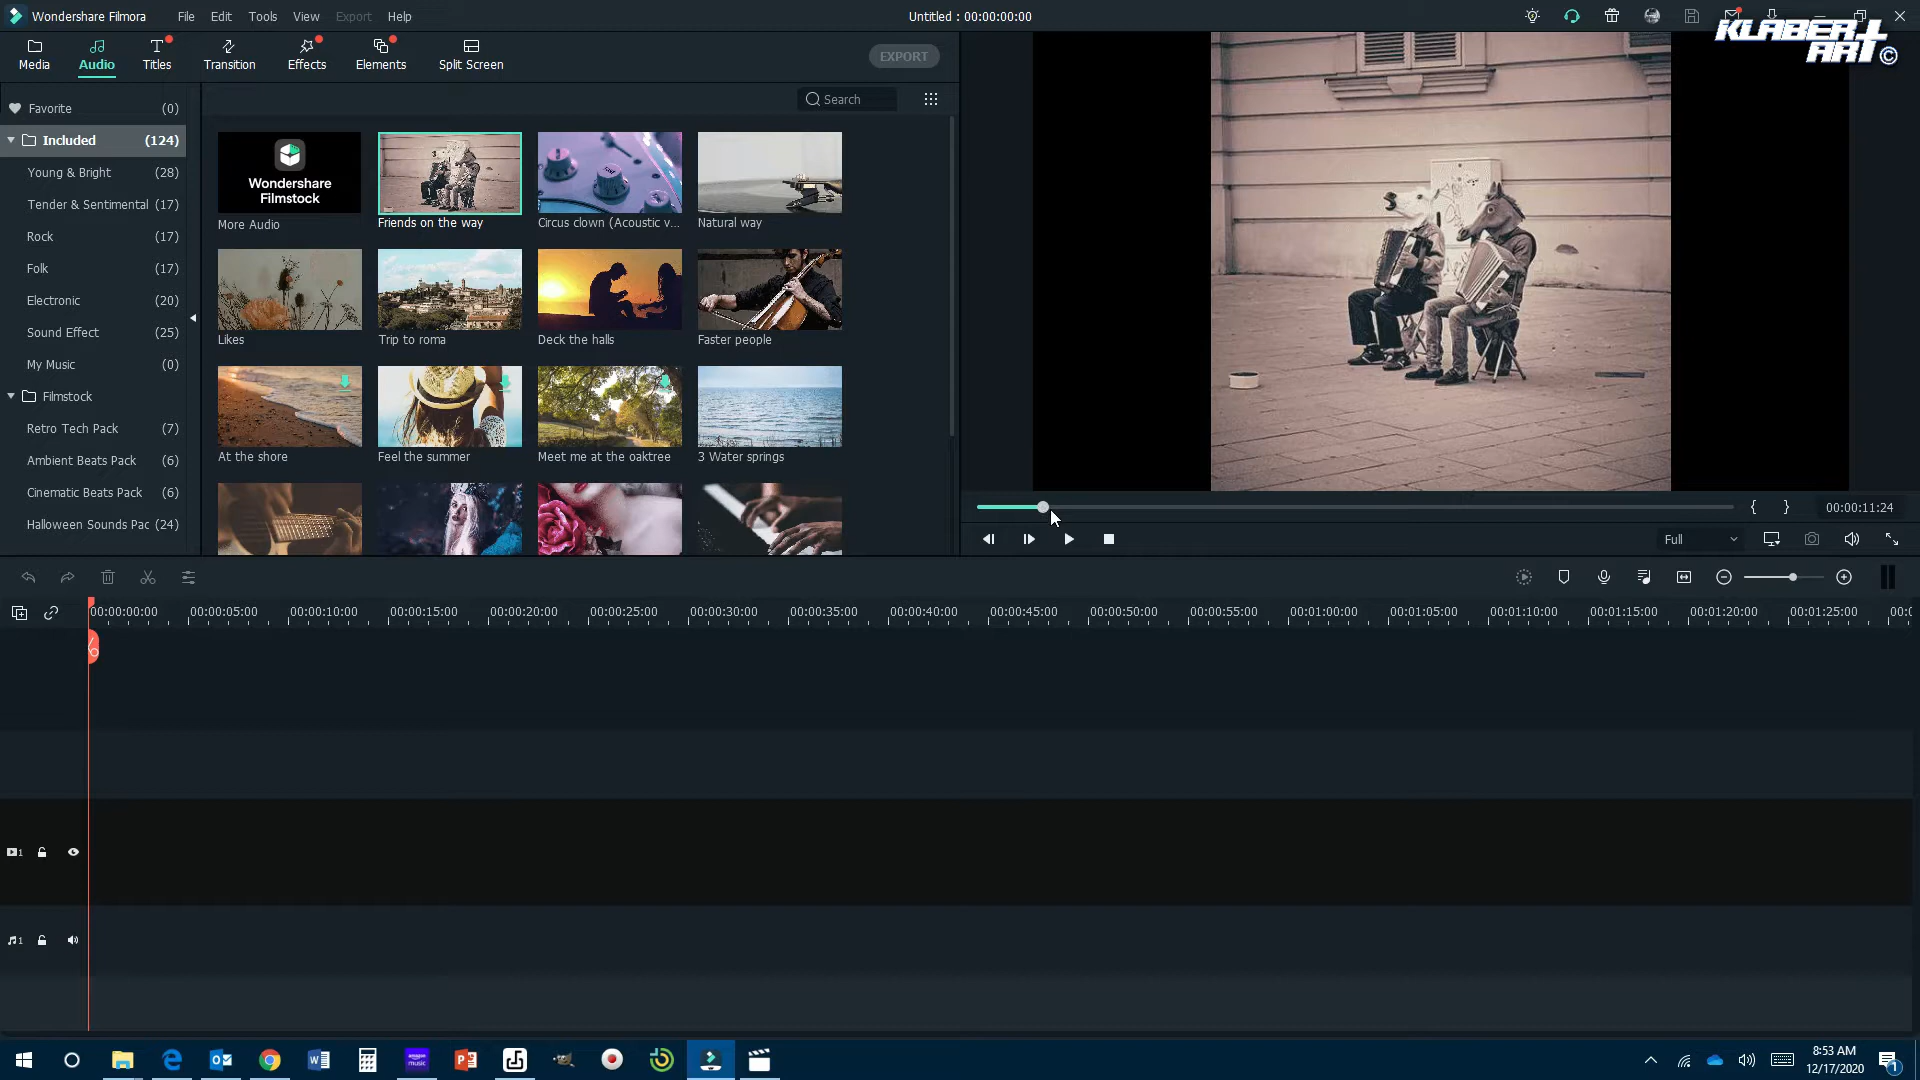 Wondershare Filmora
File Edit Tools View Export Help
Untitled : 00:00:00:00
KLABER ART ©
Media Audio Titles Transition Effects Elements Split Screen
EXPORT
Favorite (0)
Search
Included (124)
Young & Bright (28)
Tender & Sentimental (17)
Rock (17)
Folk (17)
Electronic (20)
Sound Effect (25)
My Music (0)
Filmstock
Retro Tech Pack (7)
Ambient Beats Pack (6)
Cinematic Beats Pack (6)
Halloween Sounds Pac (24)
Wondershare
Filmstock
More Audio
Friends on the way
Circus clown (Acoustic v...
Natural way
Likes
Trip to roma
Deck the halls
Faster people
At the shore
Feel the summer
Meet me at the oaktree
3 Water springs
{ } 00:00:11:24
Full
00:00:00:00 00:00:05:00 00:00:10:00 00:00:15:00 00:00:20:00 00:00:25:00 00:00:30:00 00:00:35:00 00:00:40:00 00:00:45:00 00:00:50:00 00:00:55:00 00:01:00:00 00:01:05:00 00:01:10:00 00:01:15:00 00:01:20:00 00:01:25:00 00:0
1
1
8:53 AM
12/17/2020
1